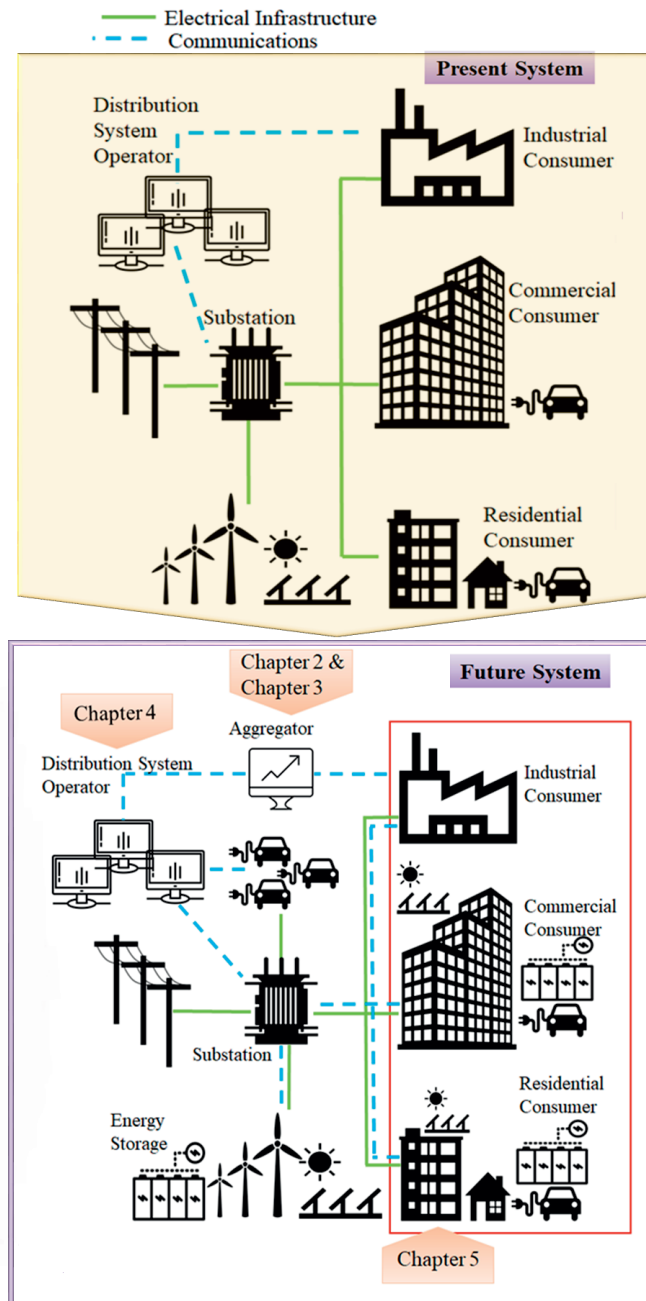 Electrical Infrastructure
Communications
Present System
Distribution
System
Operator
Industrial
Consumer
Substation
Commercial
Consumer
Residential
Consumer
Future System
Chapter 2 &
Chapter 3
Chapter 4
Aggregator
Distribution System
Operator
Industrial
Consumer
Commercial
Consumer
Substation
Residential
Consumer
Energy
Storage
Chapter 5